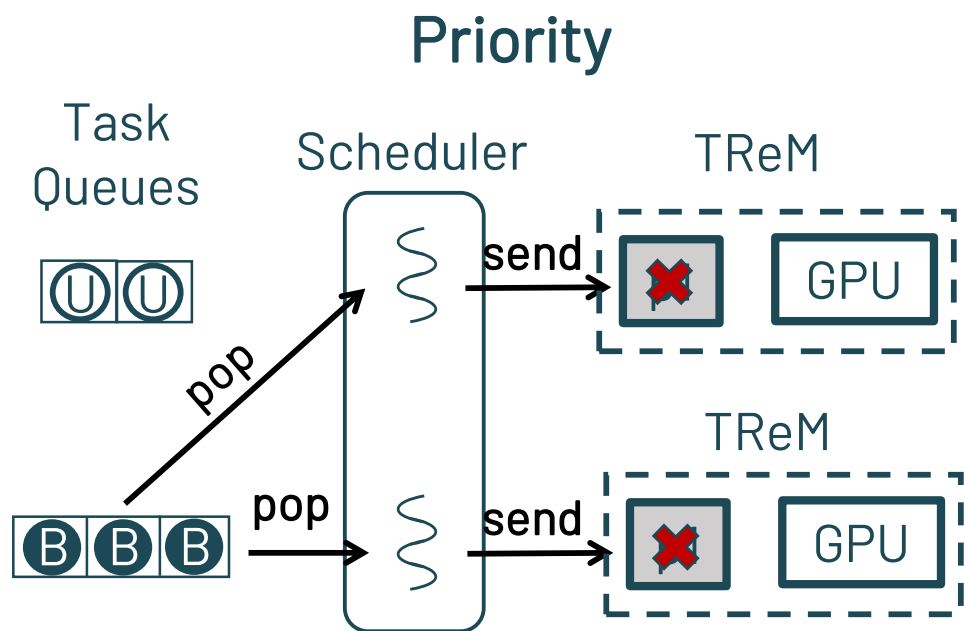 Priority
Task
Queues
Scheduler
TReM
U U
send
GPU
pop
TReM
B B B
pop
send
GPU